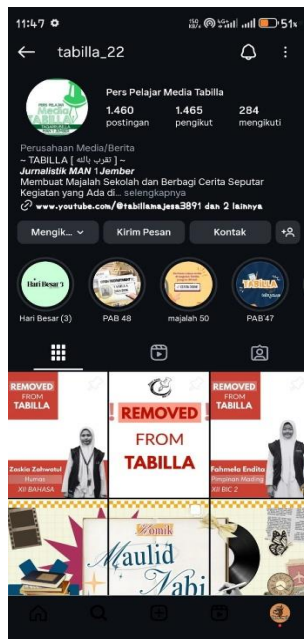 11:47
51%
tabilla_22
Pers Pelajar Media Tabilla
1.460 1.465 284
postingan pengikut mengikuti
Perusahaan Media/Berita
~ TABILLA [ تقرب بالله ] ~
Jurnalistik MAN 1 Jember
Membuat Majalah Sekolah dan Berbagi Cerita Seputar
Kegiatan yang Ada di... selengkapnya
www.youtube.com/@tabillamajesa3891 dan 2 lainnya
Mengik... Kirim Pesan Kontak
Hari Besar
Hari Besar (3) PAB 48 majalah 50 PAB'47
REMOVED
FROM
TABILLA
Zaskia Zahwatul
Humas
XII BAHASA
REMOVED
FROM
TABILLA
REMOVED
FROM
TABILLA
Fahmela Endita
Pimpinan Mading
XII BIC 2
Komik
Maulid
Nabi